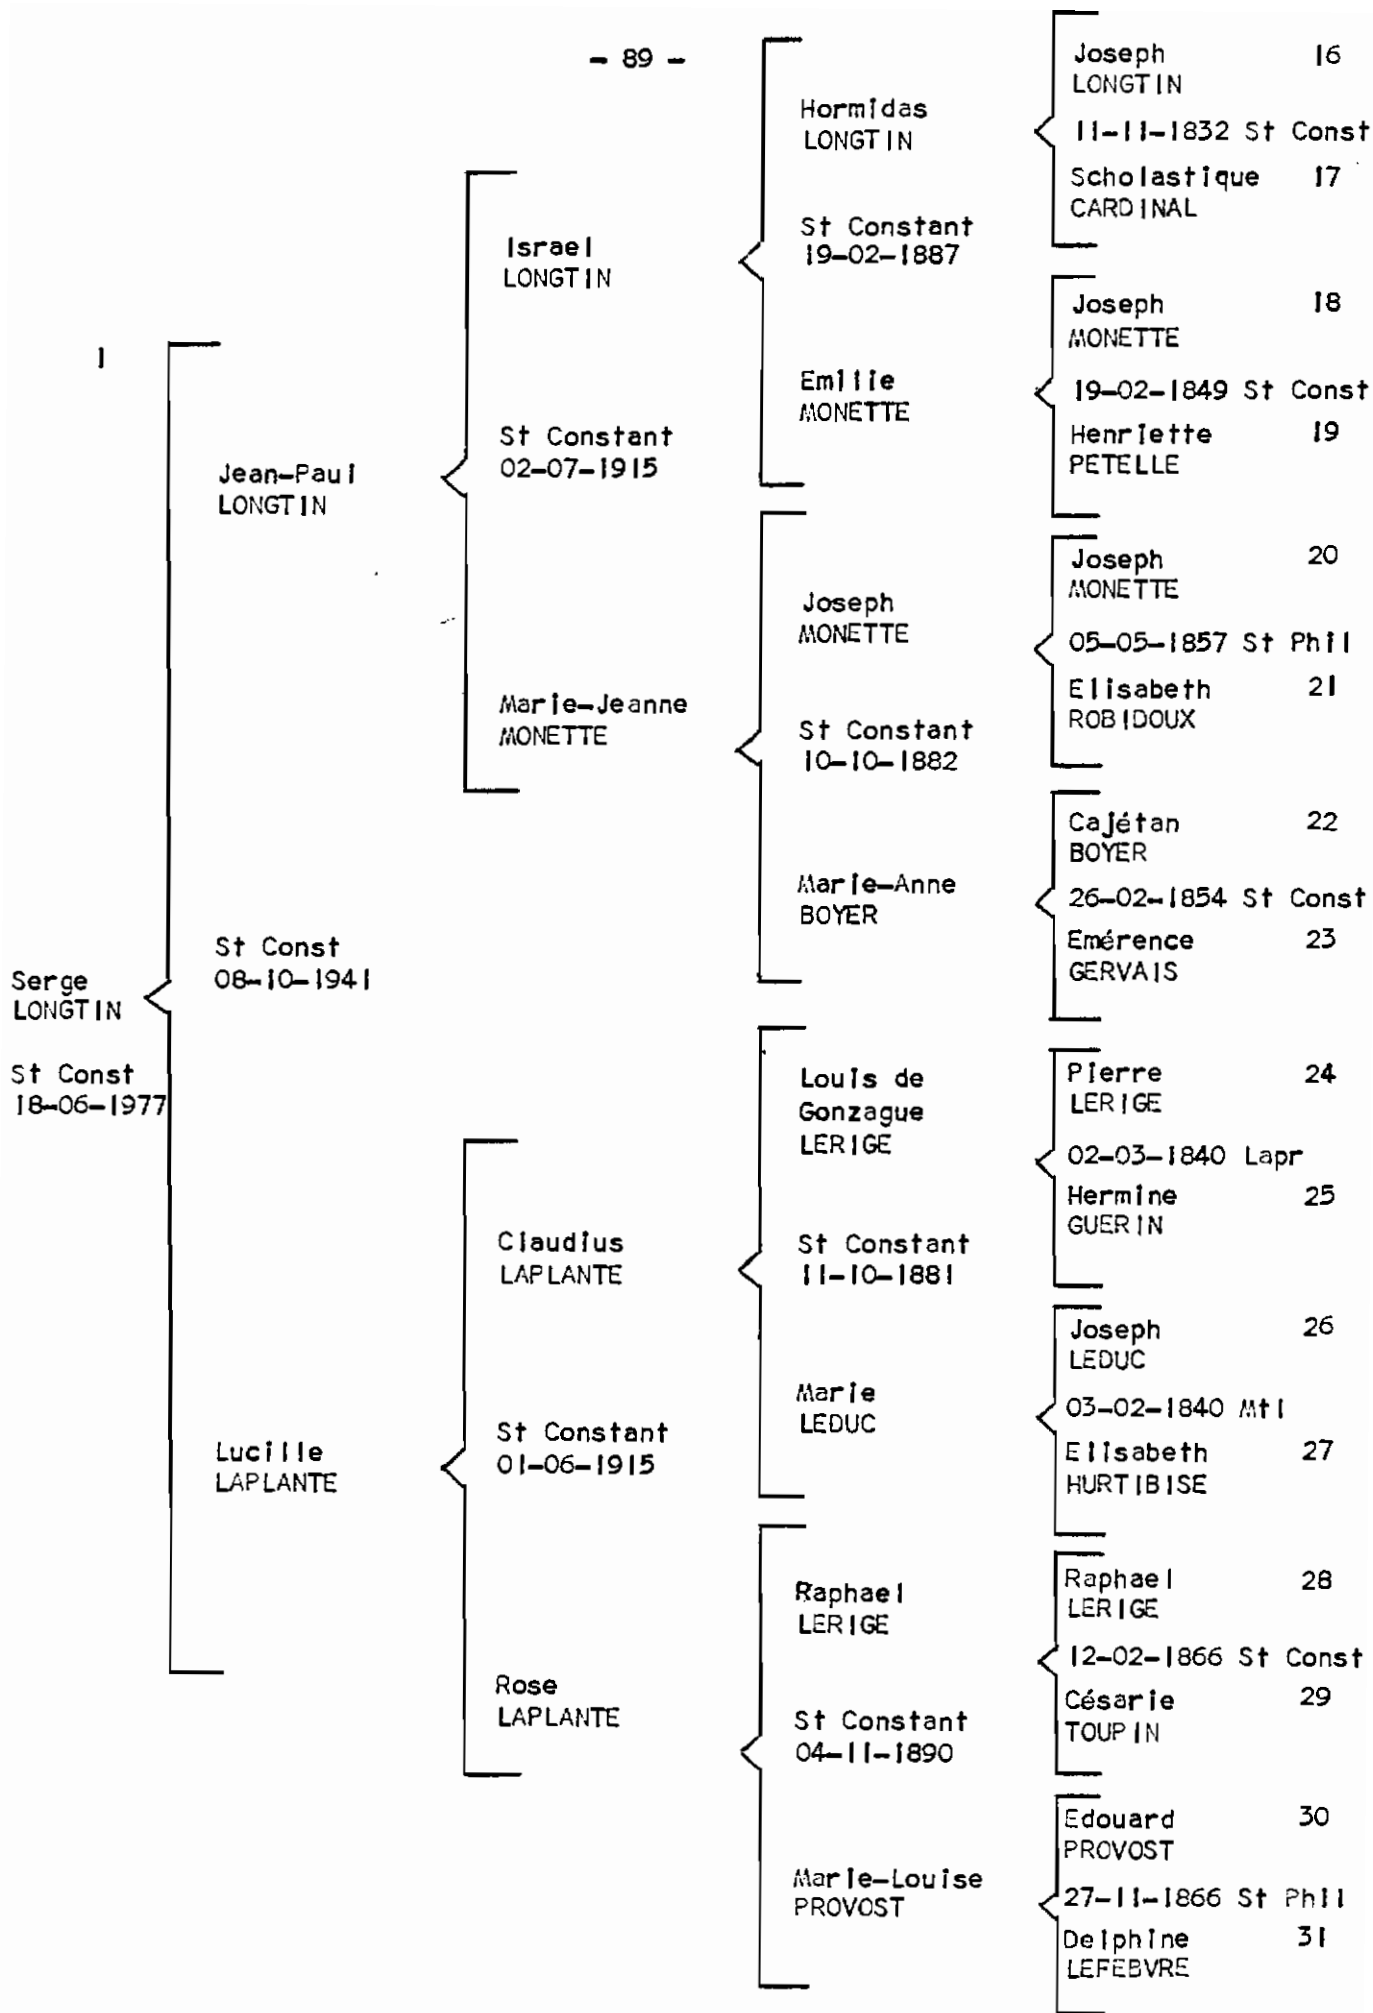 - 89 -
1
Serge
LONGTIN
St Const
18-06-1977
Jean-Paul
LONGTIN
St Const
08-10-1941
Lucille
LAPLANTE
Israel
LONGTIN
St Constant
02-07-1915
Marie-Jeanne
MONETTE
Claudius
LAPLANTE
St Constant
01-06-1915
Rose
LAPLANTE
Hormidas
LONGTIN
St Constant
19-02-1887
Emilie
MONETTE
Joseph
MONETTE
St Constant
10-10-1882
Marie-Anne
BOYER
Louis de
Gonzague
LERIGE
St Constant
11-10-1881
Marie
LEDUC
Raphael
LERIGE
St Constant
04-11-1890
Marie-Louise
PROVOST
Joseph 16
LONGTIN
11-11-1832 St Const
Scholastique 17
CARDINAL
Joseph 18
MONETTE
19-02-1849 St Const
Henriette 19
PETELLE
Joseph 20
MONETTE
05-05-1857 St Phil
Elisabeth 21
ROBIDOUX
Cajétan 22
BOYER
26-02-1854 St Const
Emérence 23
GERVAIS
Pierre 24
LERIGE
02-03-1840 Lapr
Hermine 25
GUERIN
Joseph 26
LEDUC
03-02-1840 Mtl
Elisabeth 27
HURTIBISE
Raphael 28
LERIGE
12-02-1866 St Const
Césarie 29
TOUPIN
Edouard 30
PROVOST
27-11-1866 St Phil
Delphine 31
LEFEBVRE